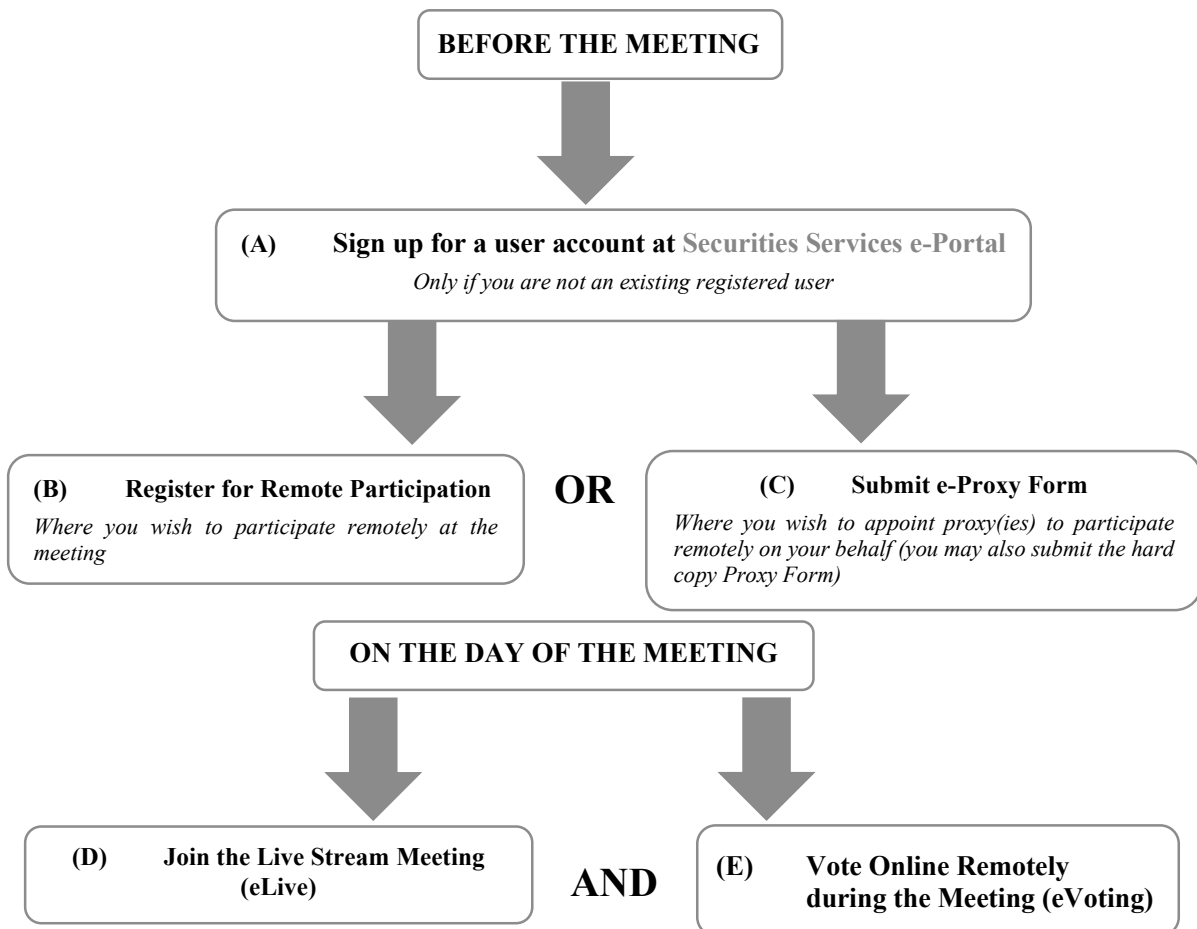 BEFORE THE MEETING
(A) Sign up for a user account at Securities Services e-Portal
Only if you are not an existing registered user
(B) Register for Remote Participation
Where you wish to participate remotely at the
meeting
OR
(C) Submit e-Proxy Form
Where you wish to appoint proxy(ies) to participate
remotely on your behalf (you may also submit the hard
copy Proxy Form)
ON THE DAY OF THE MEETING
(D) Join the Live Stream Meeting
(eLive)
AND
(E) Vote Online Remotely
during the Meeting (eVoting)